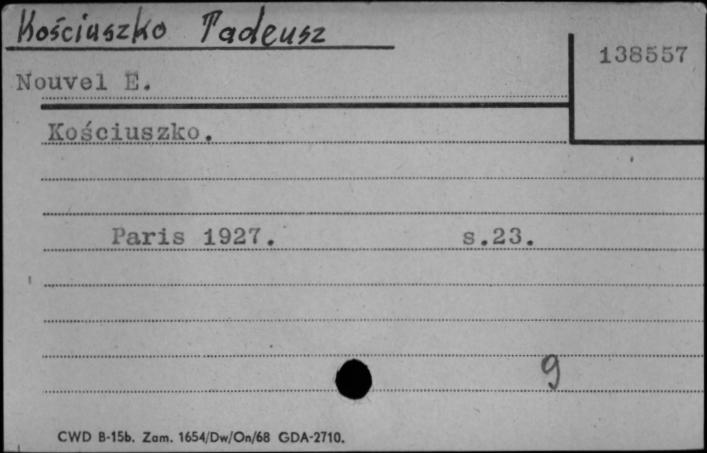 Kościuszko Tadeusz
138557
Nouvel E.
Kościuszko.
Paris 1927. s.23.
9
CWD B-15b. Zam. 1654/Dw/On/68 GDA-2710.